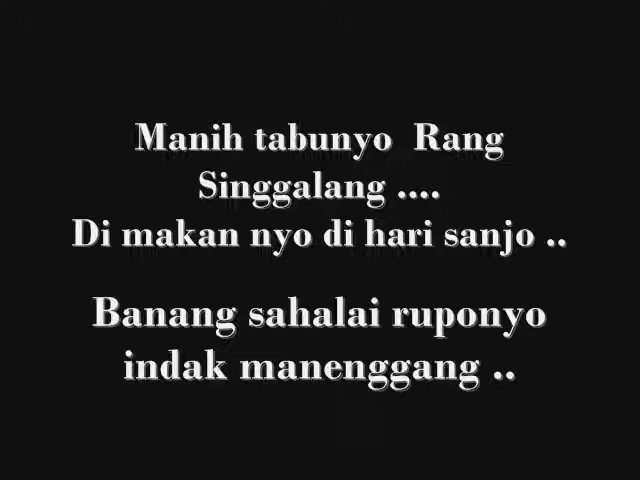 Manih tabunyo Rang
Singgalang ....
Di makan nyo di hari sanjo ..
Banang sahalai ruponyo
indak manenggang ..